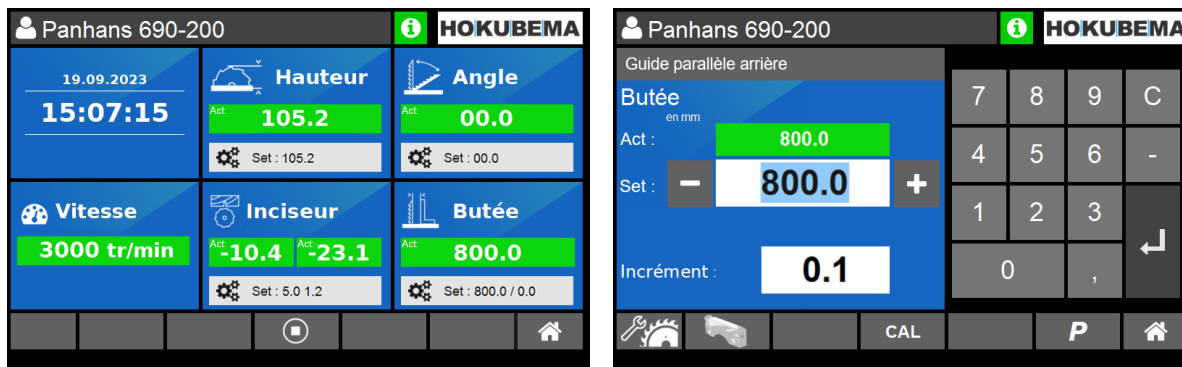 Panhans 690-200
i
HOKUBEMA
19.09.2023
15:07:15
Hauteur
Act:
105.2
Set : 105.2
Angle
Act:
00.0
Set : 00.0
Vitesse
3000 tr/min
Inciseur
Act:
-10.4
Act:
-23.1
Set : 5.0 1.2
Butée
Act:
800.0
Set : 800.0 / 0.0
Panhans 690-200
i
HOKUBEMA
Guide parallèle arrière
Butée
en mm
Act :
800.0
Set :
−
800.0
+
Incrément :
0.1
7 8 9 C
4 5 6 -
1 2 3
0 ,
CAL
P